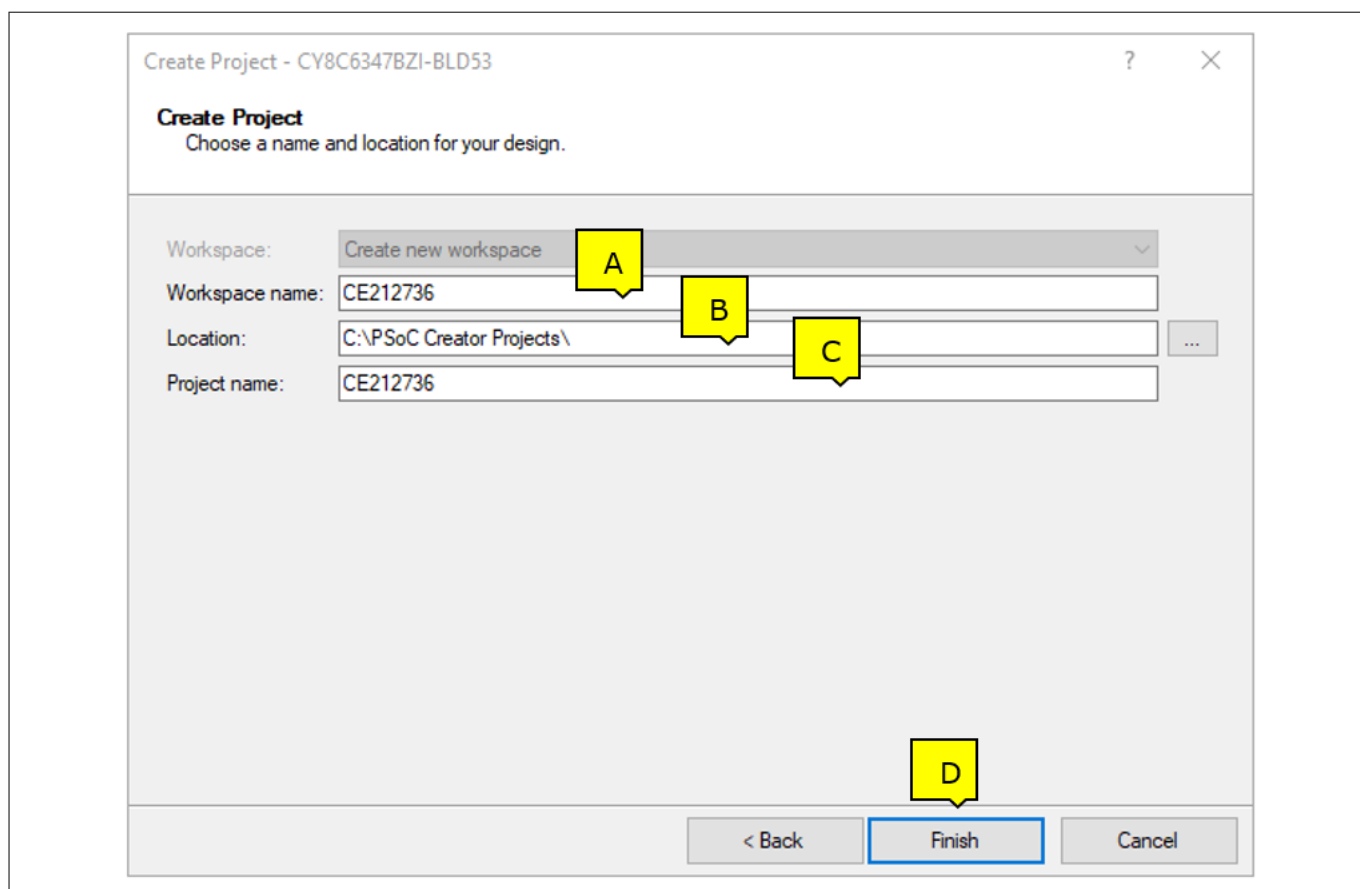 Create Project - CY8C6347BZI-BLD53 ?
Create Project
Choose a name and location for your design.
Workspace: Create new workspace
A
Workspace name: CE212736
B
Location: C:\PSoC Creator Projects\ ...
C
Project name: CE212736
D
< Back Finish Cancel